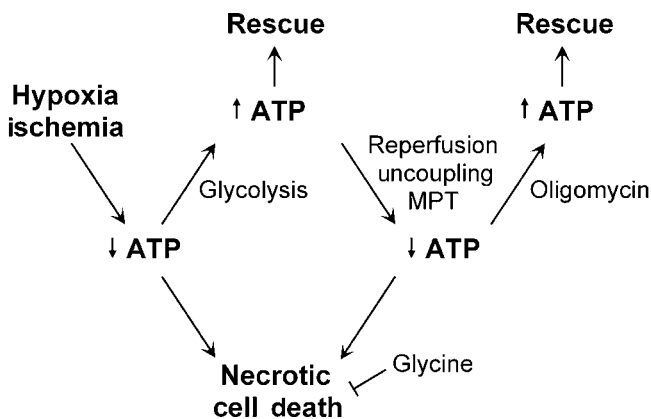 Rescue
Rescue
Hypoxia
ischemia
↑ ATP
↑ ATP
Reperfusion
uncoupling
MPT
Glycolysis
Oligomycin
↓ ATP
↓ ATP
Necrotic
cell death
Glycine